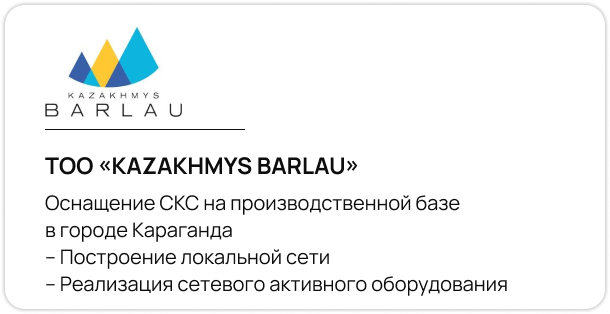 KAZAKHMYS
BARLAU
ТОО «KAZAKHMYS BARLAU»
Оснащение СКС на производственной базе
в городе Караганда
– Построение локальной сети
– Реализация сетевого активного оборудования